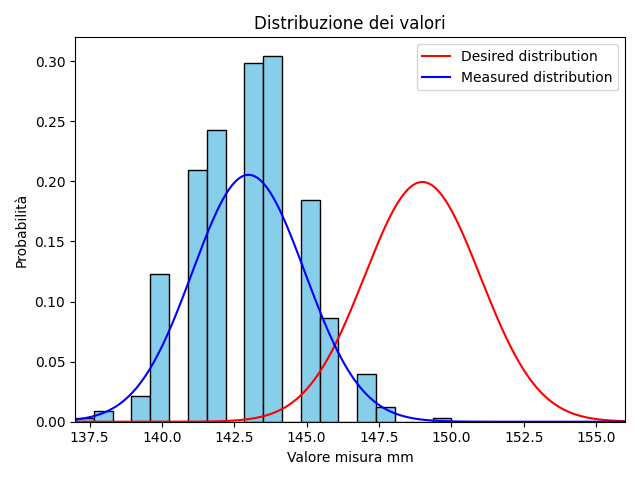 Distribuzione dei valori
Desired distribution
Measured distribution
Probabilità
0.30
0.25
0.20
0.15
0.10
0.05
0.00
137.5 140.0 142.5 145.0 147.5 150.0 152.5 155.0
Valore misura mm